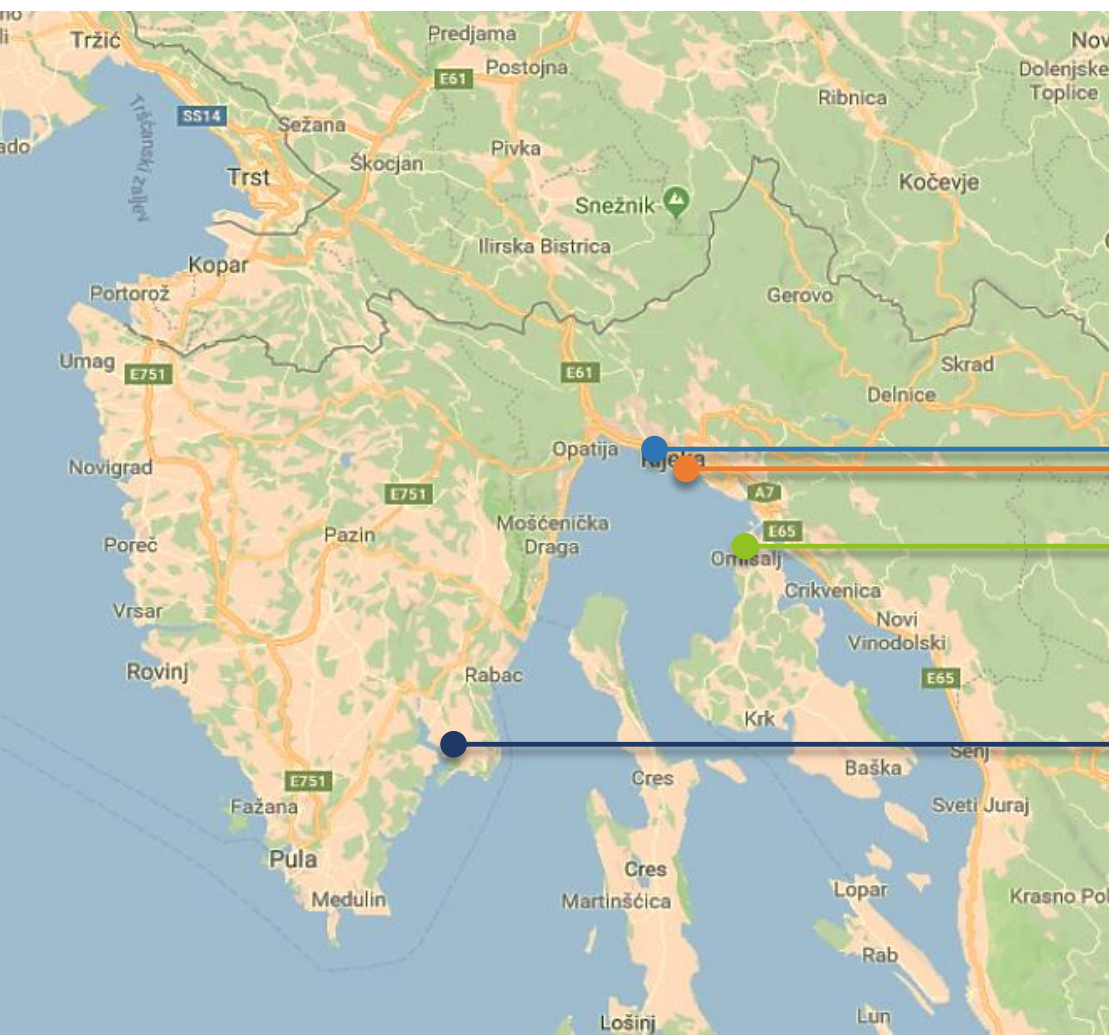 Tržić
Predjama
Postojna
E61
Nov
Dolenjske
Toplice
Ribnica
SS14
Sežana
ado
Tršćanski zaljev
Škocjan
Pivka
Trst
Kočevje
Snežnik
Ilirska Bistrica
Kopar
Portorož
Gerovo
Umag
E751
E61
Skrad
Delnice
Opatija
Rijeka
Novigrad
E751
A7
Mošćenička
Draga
Pazin
E65
Poreč
Omišalj
Crikvenica
Vrsar
Novi
Vinodolski
Rovinj
Rabac
E65
Krk
Senj
Baška
E751
Cres
Fažana
Sveti Juraj
Pula
Cres
Medulin
Martinšćica
Lopar
Krasno Pol
Rab
Lošinj
Lun